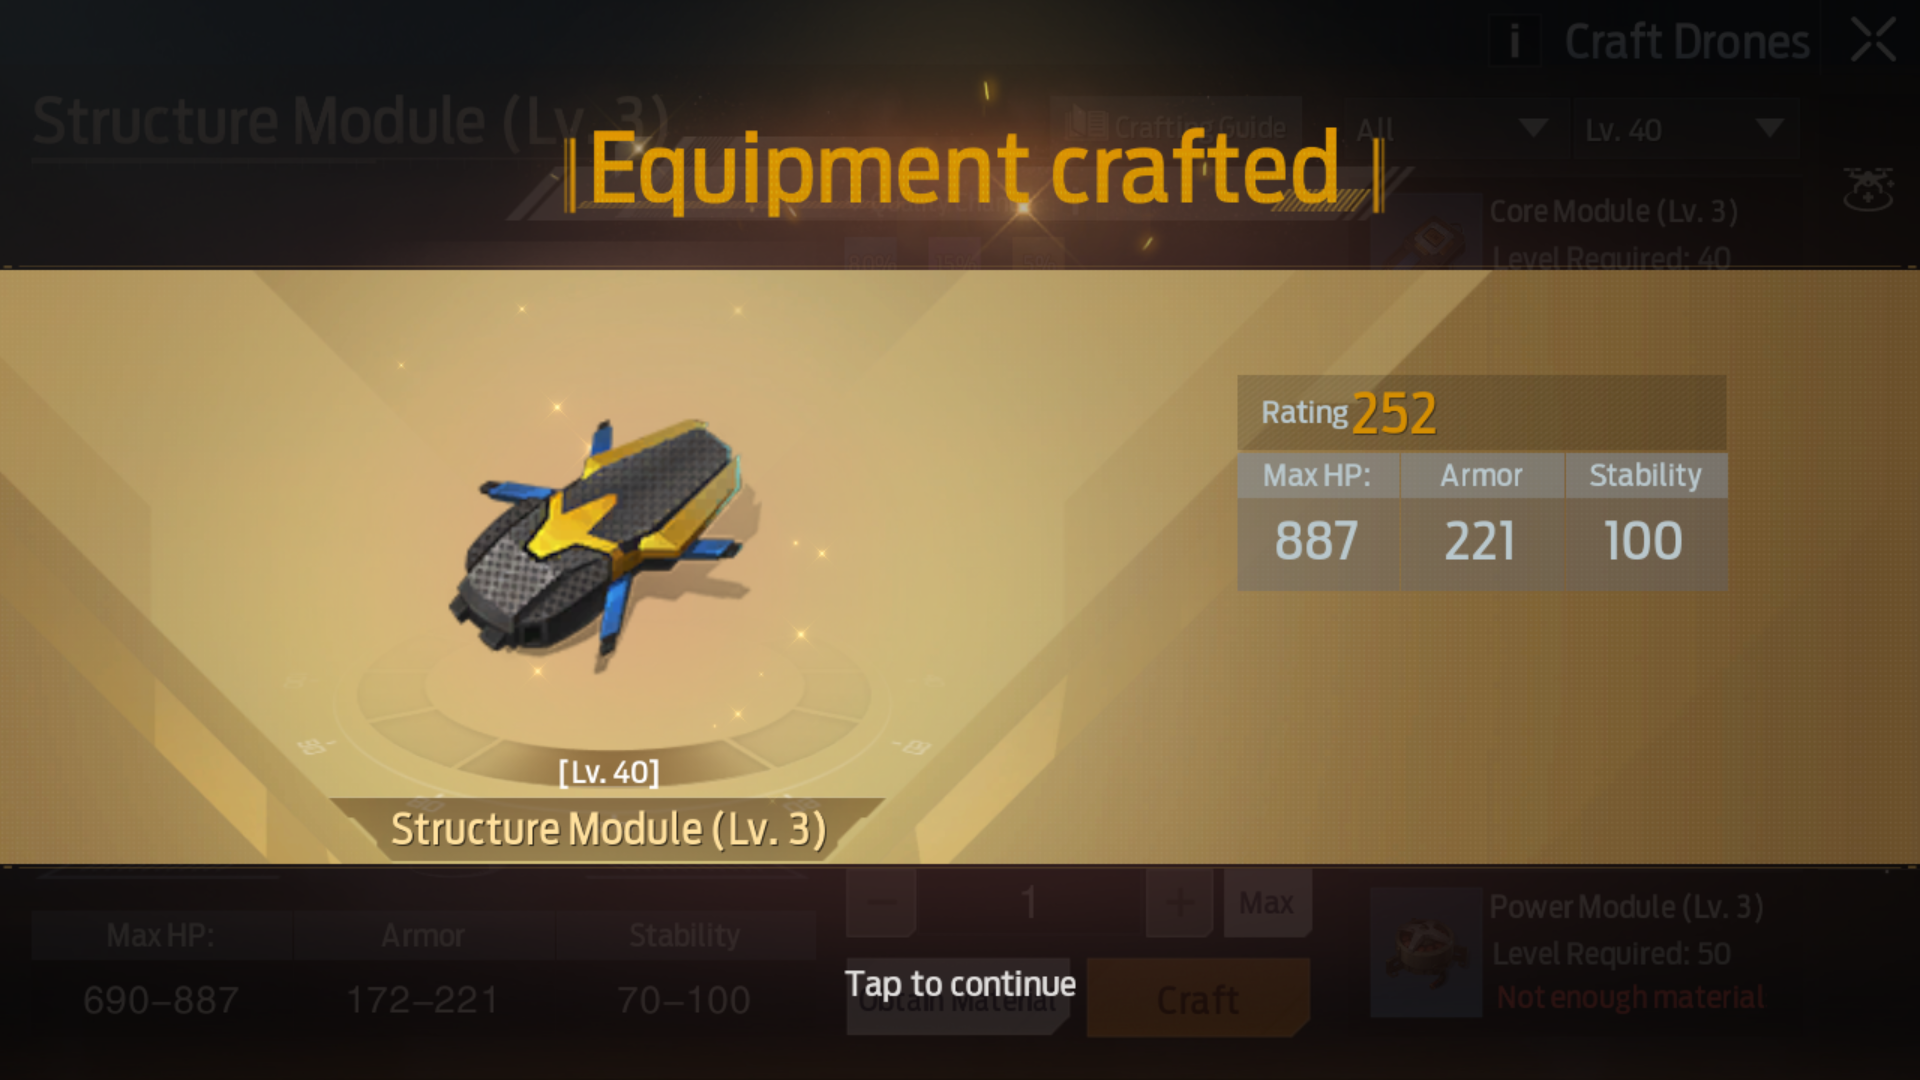 i Craft Drones
Structure Module (Lv. 3)
Crafting Guide
All
Lv. 40
Equipment crafted
Core Module (Lv. 3)
Level Required: 40
Rating 252
Max HP: Armor Stability
887 221 100
[Lv. 40]
Structure Module (Lv. 3)
1
Max
Max HP: Armor Stability
690–887 172–221 70–100
Tap to continue
Obtain Material
Craft
Power Module (Lv. 3)
Level Required: 50
Not enough material